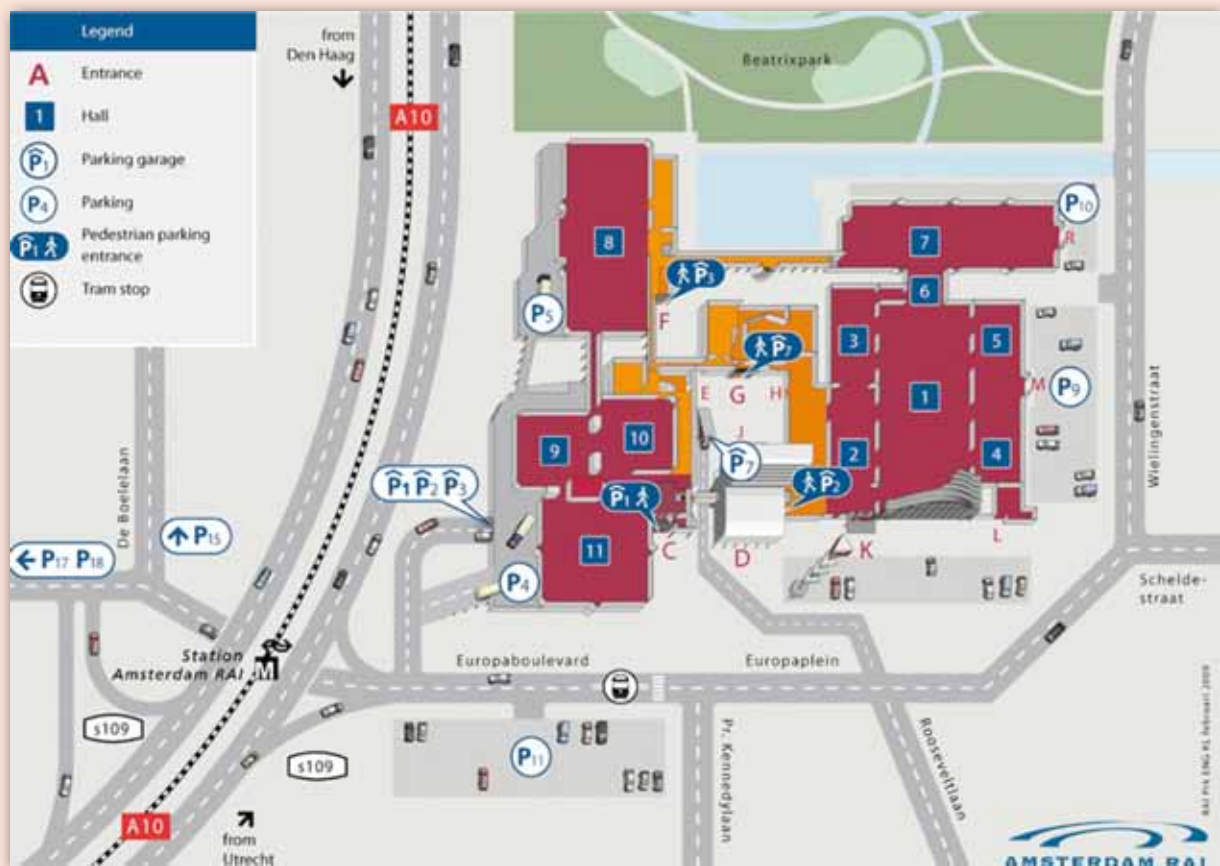 Legend
A Entrance
1 Hall
P1 Parking garage
P4 Parking
P1 Pedestrian parking
entrance
Tram stop
from
Den Haag
A10
Beatrixpark
P10
R
7
8
6
P3
P5
F
3
5
P7
E
G
H
M
P9
1
J
10
9
P7
2
4
P1 P2 P3
P1
P2
C
D
K
L
11
P4
De Boelelaan
P15
P17 P18
Wielingenstraat
Schelde-
straat
Station
Amsterdam RAI
M
Europaboulevard
Europaplein
s109
s109
P11
Pr. Kennedylaan
Rooseveltlaan
A10
from
Utrecht
AMSTERDAM RAI